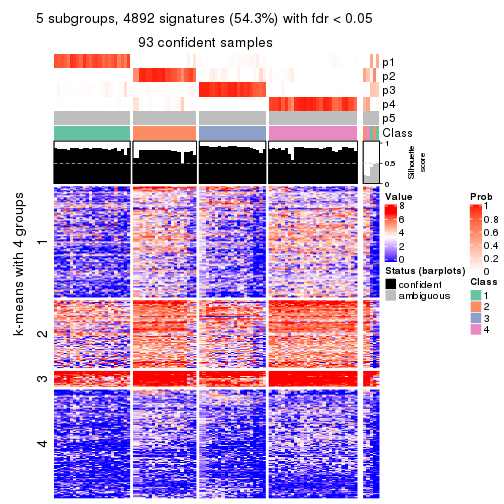 5 subgroups, 4892 signatures (54.3%) with fdr < 0.05
93 confident samples
p1
p2
p3
p4
p5
Class
1
0.5
0
Silhouette
score
k-means with 4 groups
1
2
3
4
Value
8
6
4
2
0
Status (barplots)
confident
ambiguous
Prob
1
0.8
0.6
0.4
0.2
0
Class
1
2
3
4